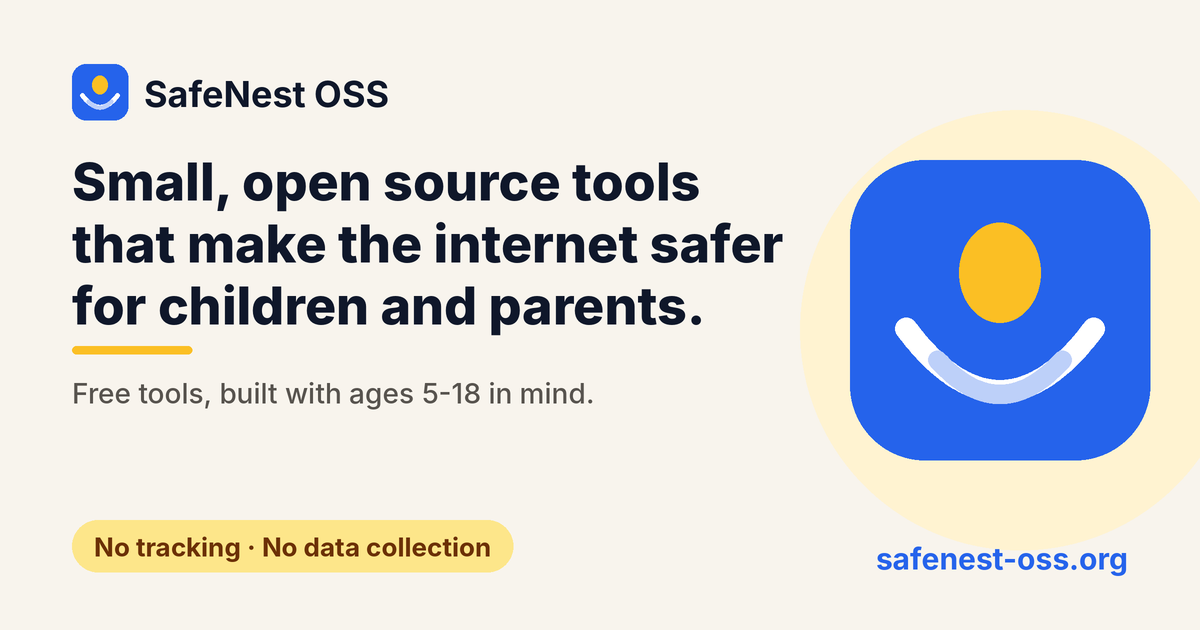 SafeNest OSS
Small, open source tools
that make the internet safer
for children and parents.
Free tools, built with ages 5-18 in mind.
No tracking · No data collection
safenest-oss.org